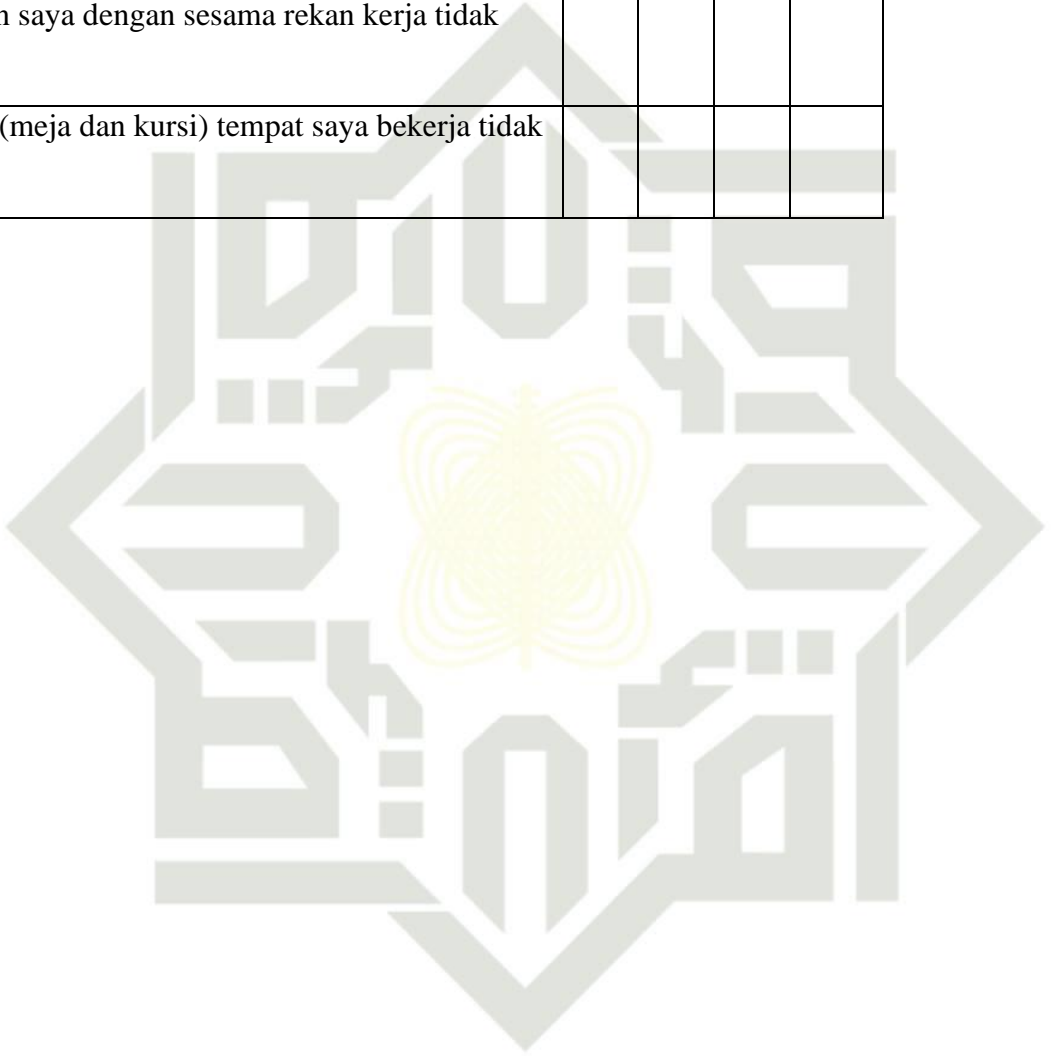 saya dengan sesama rekan kerja tidak
(meja dan kursi) tempat saya bekerja tidak